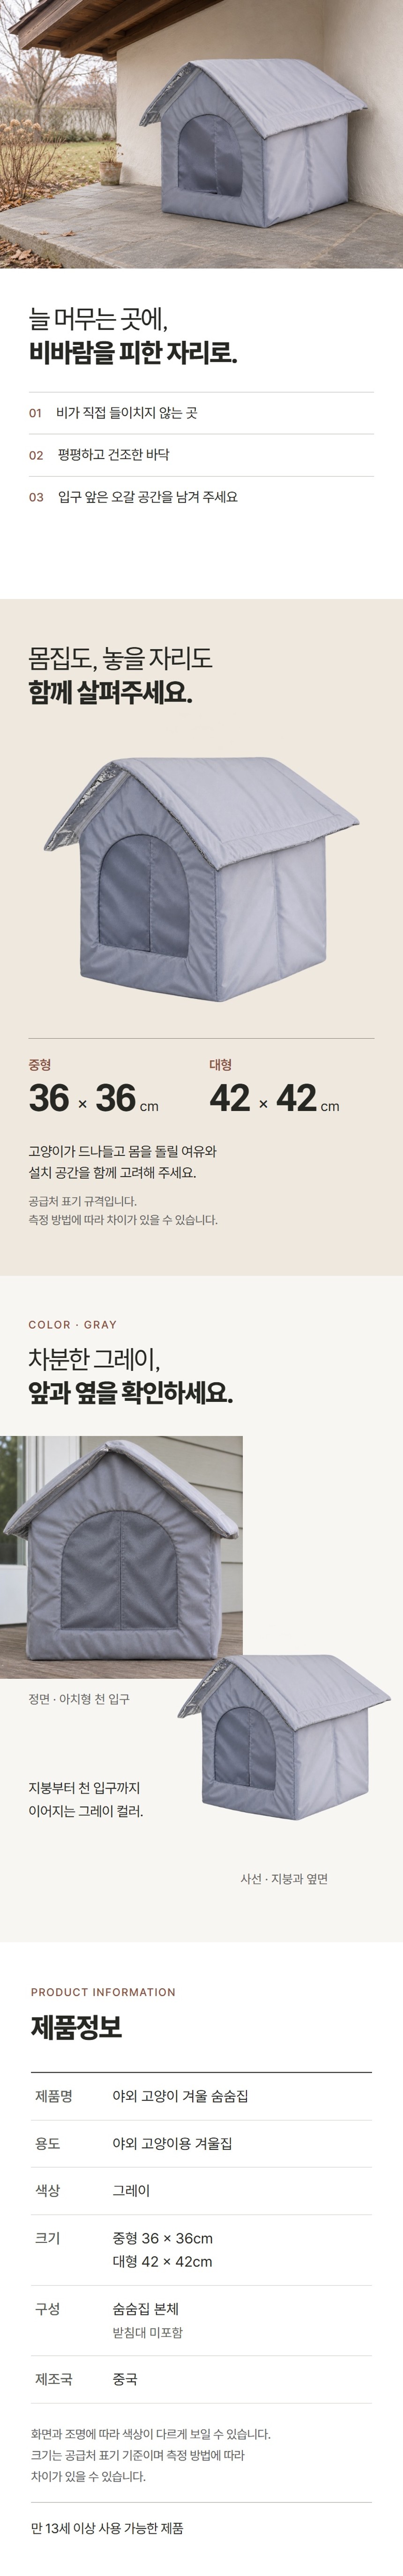 늘 머무는 곳에,
비바람을 피한 자리로.
01 비가 직접 들이치지 않는 곳
02 평평하고 건조한 바닥
03 입구 앞은 오갈 공간을 남겨 주세요
몸집도, 놓을 자리도
함께 살펴주세요.
중형
36 × 36 cm
대형
42 × 42 cm
고양이가 드나들고 몸을 돌릴 여유와
설치 공간을 함께 고려해 주세요.
공급처 표기 규격입니다.
측정 방법에 따라 차이가 있을 수 있습니다.
COLOR · GRAY
차분한 그레이,
앞과 옆을 확인하세요.
정면 · 아치형 천 입구
지붕부터 천 입구까지
이어지는 그레이 컬러.
사선 · 지붕과 옆면
PRODUCT INFORMATION
제품정보
제품명 야외 고양이 겨울 숨숨집
용도 야외 고양이용 겨울집
색상 그레이
크기 중형 36 × 36cm
대형 42 × 42cm
구성 숨숨집 본체
받침대 미포함
제조국 중국
화면과 조명에 따라 색상이 다르게 보일 수 있습니다.
크기는 공급처 표기 기준이며 측정 방법에 따라
차이가 있을 수 있습니다.
만 13세 이상 사용 가능한 제품